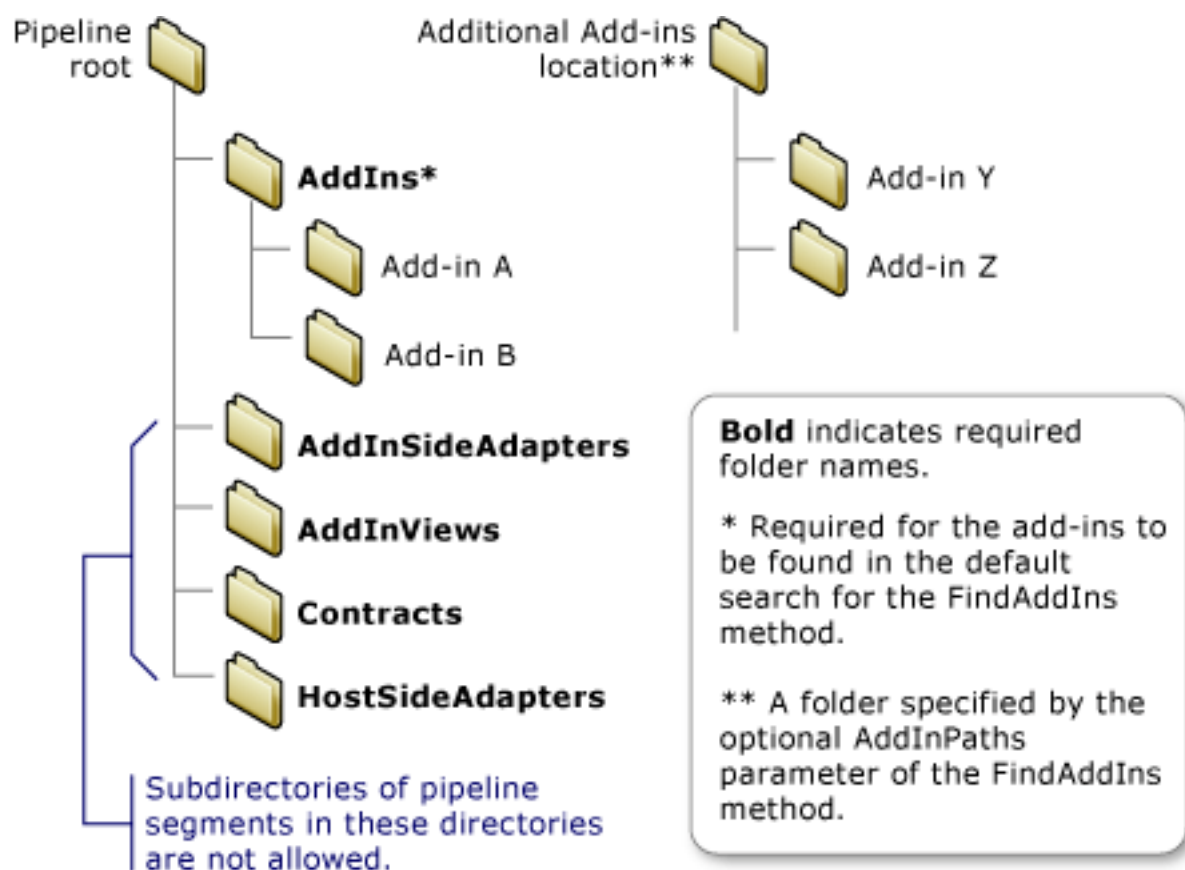 Pipeline
root
Additional Add-ins
location**
AddIns*
Add-in A
Add-in B
AddInSideAdapters
AddInViews
Contracts
HostSideAdapters
Subdirectories of pipeline
segments in these directories
are not allowed.
Add-in Y
Add-in Z
Bold indicates required
folder names.
* Required for the add-ins to
be found in the default
search for the FindAddIns
method.
** A folder specified by the
optional AddInPaths
parameter of the FindAddIns
method.